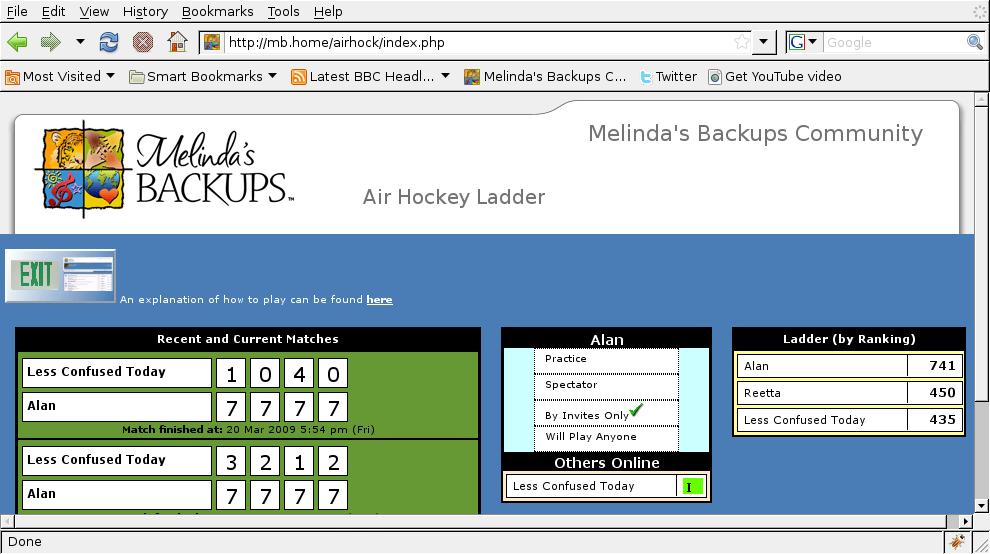 File Edit View History Bookmarks Tools Help
http://mb.home/airhock/index.php
G Google
Most Visited Smart Bookmarks Latest BBC Headl... Melinda's Backups C... Twitter Get YouTube video
Melinda's Backups Community
Melinda's
BACKUPS™
Air Hockey Ladder
EXIT
An explanation of how to play can be found here
Recent and Current Matches
Less Confused Today 1 0 4 0
Alan 7 7 7 7
Match finished at: 20 Mar 2009 5:54 pm (Fri)
Less Confused Today 3 2 1 2
Alan 7 7 7 7
Alan
Practice
Spectator
By Invites Only
Will Play Anyone
Others Online
Less Confused Today I
Ladder (by Ranking)
Alan 741
Reetta 450
Less Confused Today 435
Done